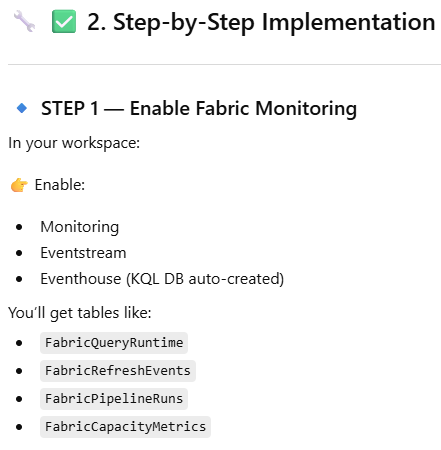 🔧 ✅ 2. Step-by-Step Implementation
🔹 STEP 1 — Enable Fabric Monitoring
In your workspace:
👉 Enable:
• Monitoring
• Eventstream
• Eventhouse (KQL DB auto-created)
You’ll get tables like:
• FabricQueryRuntime
• FabricRefreshEvents
• FabricPipelineRuns
• FabricCapacityMetrics